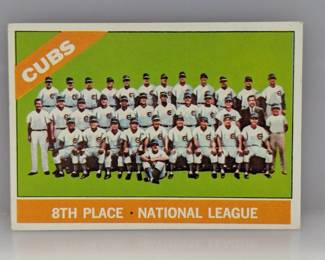 CUBS
8TH PLACE • NATIONAL LEAGUE